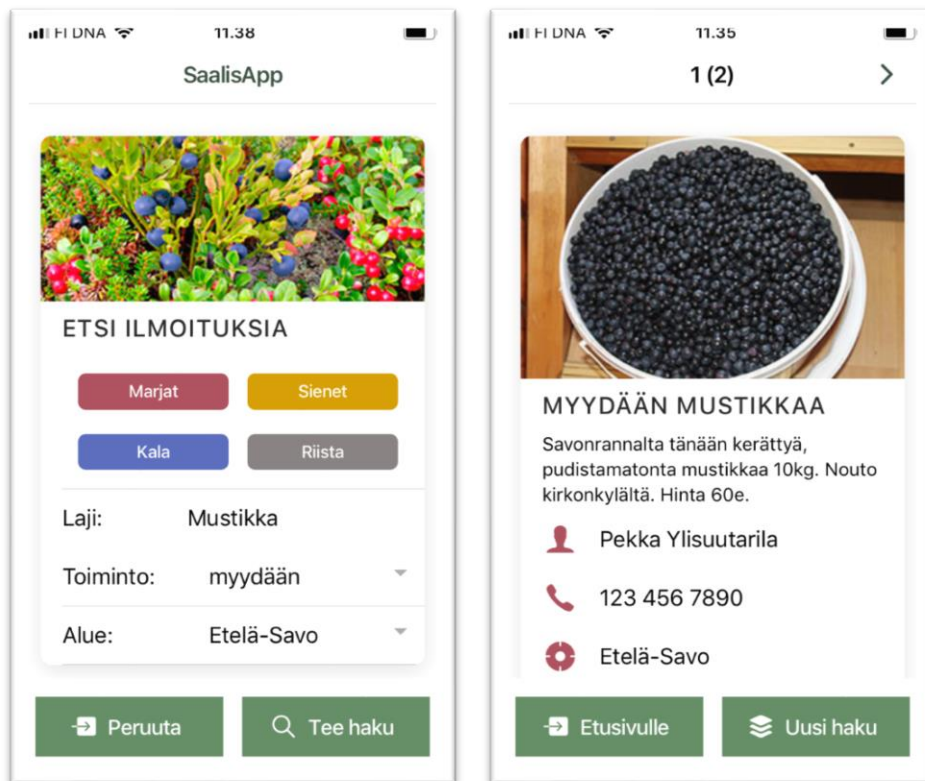 FI DNA
11.38
SaalisApp
ETSI ILMOITUKSIA
Marjat
Sienet
Kala
Riista
Laji: Mustikka
Toiminto: myydään
Alue: Etelä-Savo
Peruuta
Tee haku
FI DNA
11.35
1 (2)
MYYDÄÄN MUSTIKKAA
Savonrannalta tänään kerättyä,
pudistamatonta mustikkaa 10kg. Nouto
kirkonkylältä. Hinta 60e.
Pekka Ylisuutarila
123 456 7890
Etelä-Savo
Etusivulle
Uusi haku